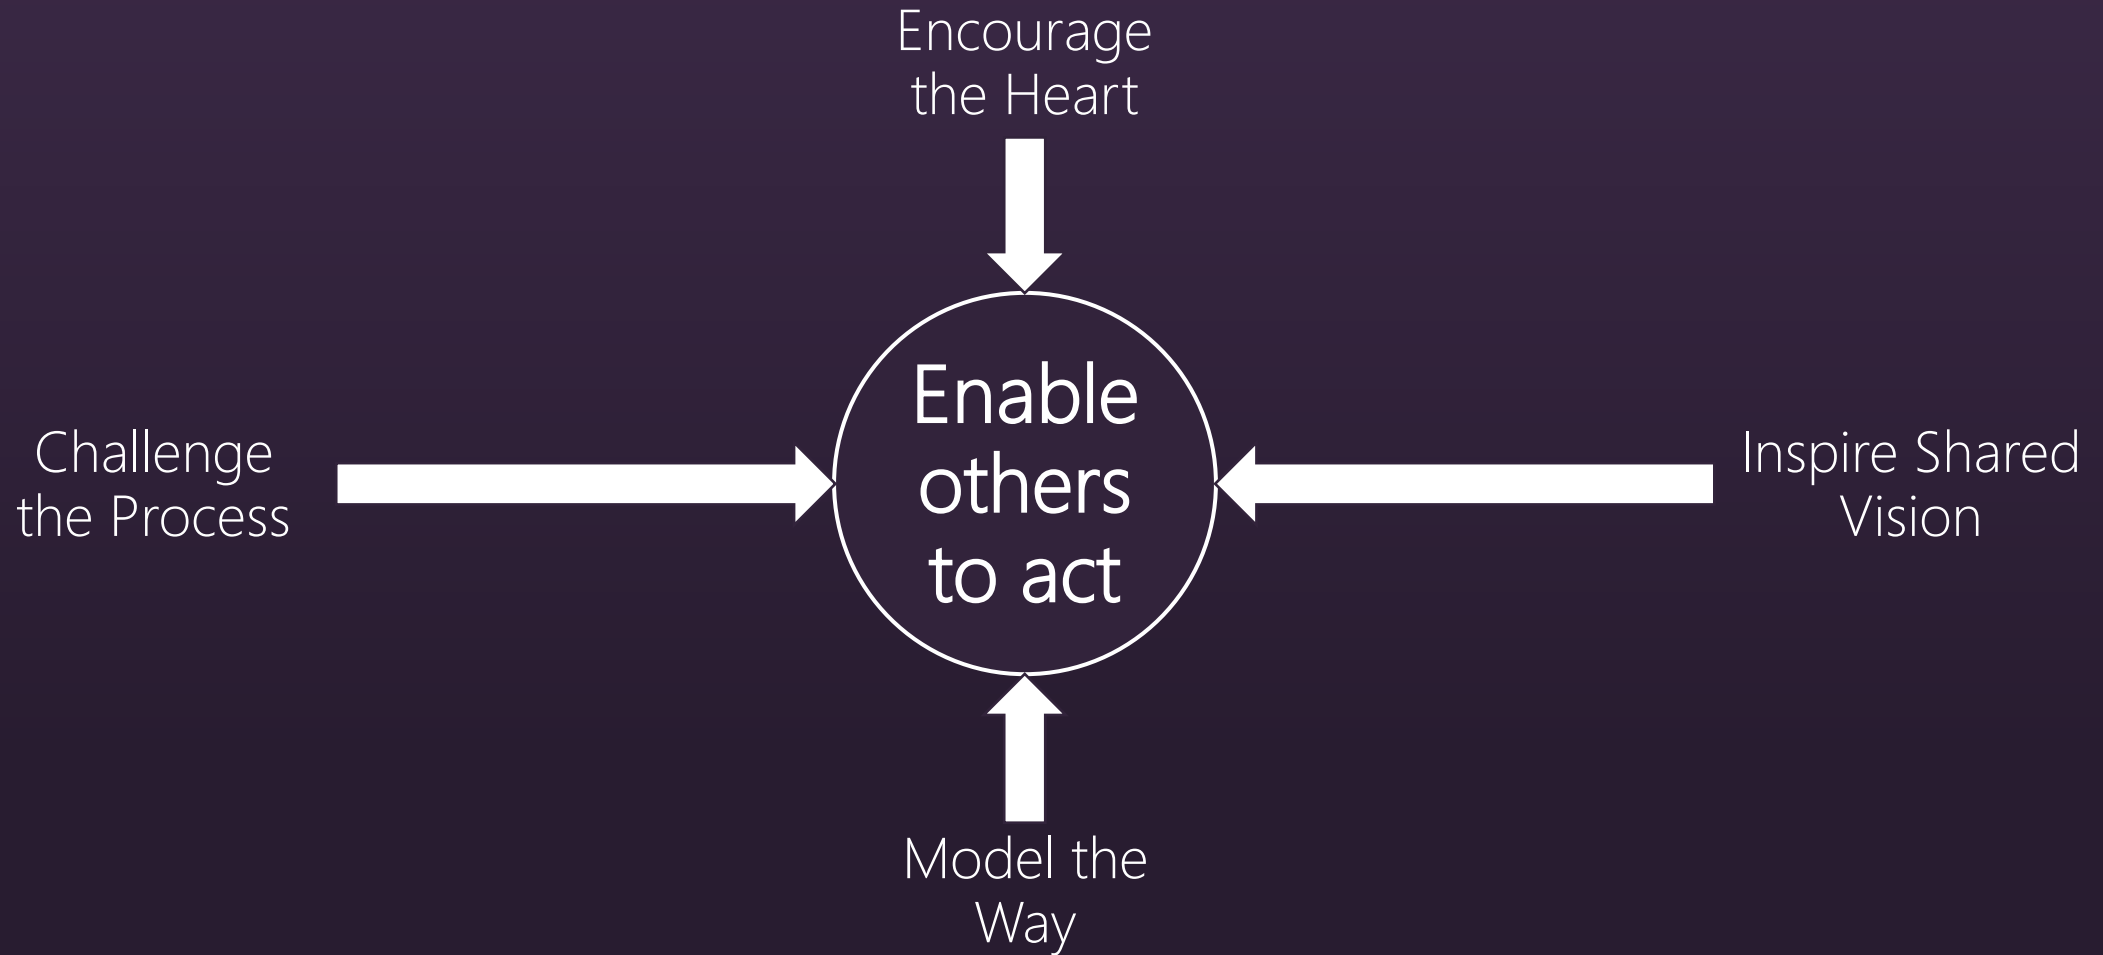 Encourage
the Heart
Enable
others
to act
Challenge
the Process
Inspire Shared
Vision
Model the
Way